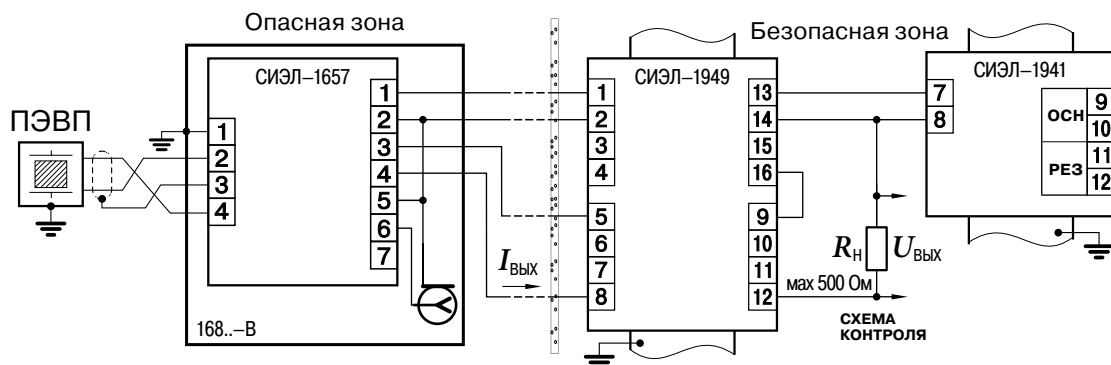 Опасная зона
Безопасная зона
СИЭЛ–1657
СИЭЛ–1949
СИЭЛ–1941
ПЭВП
1
2
3
4
1
2
3
4
5
6
7
168..–В
Iвых
1
2
3
4
5
6
7
8
13
14
15
16
9
10
11
12
Rн
Uвых
max 500 Ом
СХЕМА
КОНТРОЛЯ
7
8
ОСН
9
10
РЕЗ
11
12